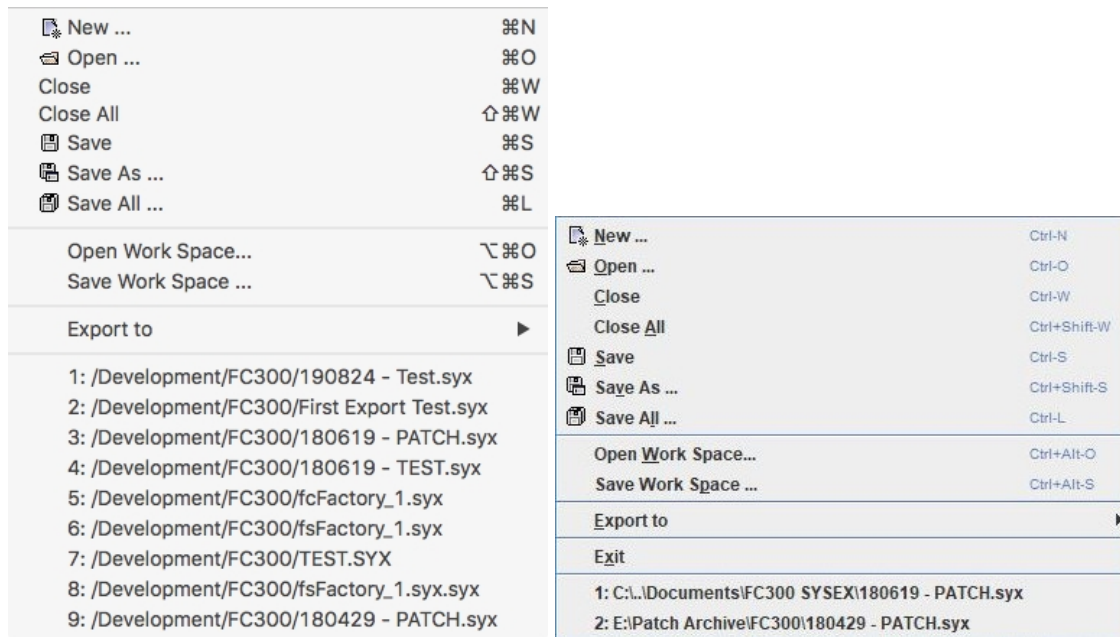 New ... ⌘N
Open ... ⌘O
Close ⌘W
Close All ⇧⌘W
Save ⌘S
Save As ... ⇧⌘S
Save All ... ⌘L
Open Work Space... ⌥⌘O
Save Work Space ... ⌥⌘S
Export to
1: /Development/FC300/190824 - Test.syx
2: /Development/FC300/First Export Test.syx
3: /Development/FC300/180619 - PATCH.syx
4: /Development/FC300/180619 - TEST.syx
5: /Development/FC300/fcFactory_1.syx
6: /Development/FC300/fsFactory_1.syx
7: /Development/FC300/TEST.SYX
8: /Development/FC300/fsFactory_1.syx.syx
9: /Development/FC300/180429 - PATCH.syx
New ... Ctrl-N
Open ... Ctrl-O
Close Ctrl-W
Close All Ctrl+Shift-W
Save Ctrl-S
Save As ... Ctrl+Shift-S
Save All ... Ctrl-L
Open Work Space... Ctrl+Alt-O
Save Work Space ... Ctrl+Alt-S
Export to
Exit
1: C:\..\Documents\FC300 SYSEX\180619 - PATCH.syx
2: E:\Patch Archive\FC300\180429 - PATCH.syx